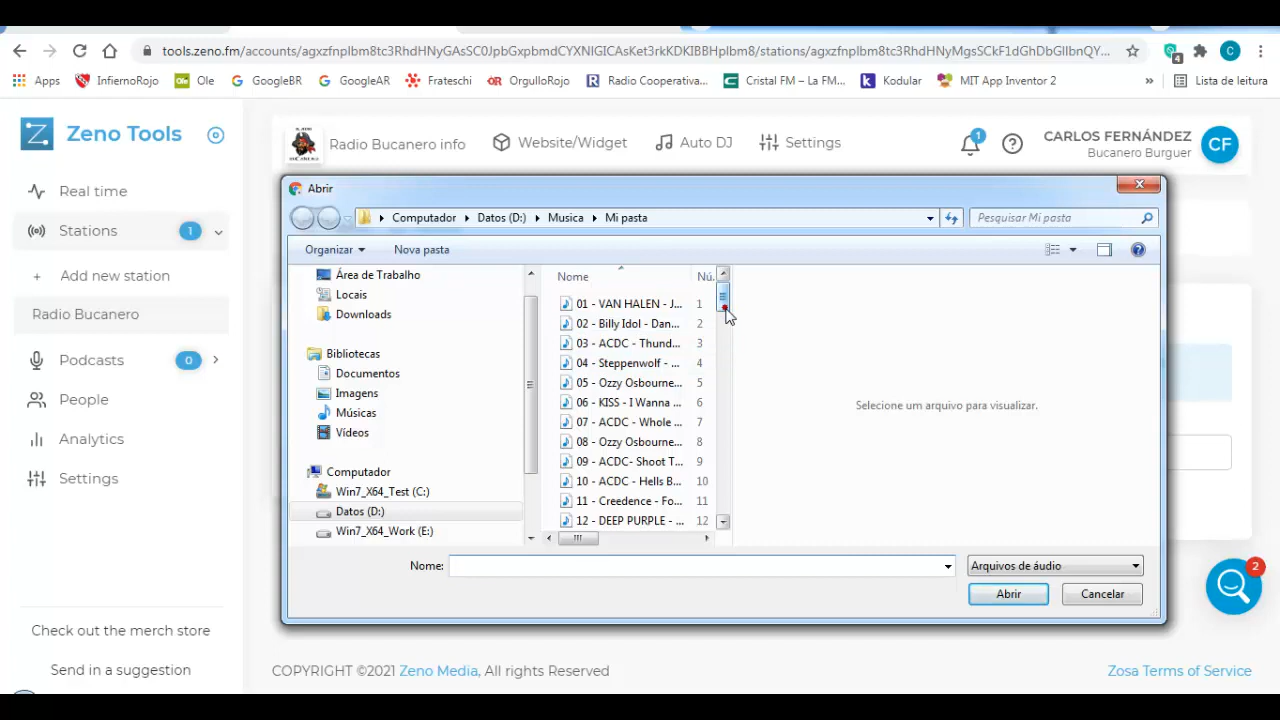 tools.zeno.fm/accounts/agxzfnplbm8tc3RhdHNyGAsSC0JpbGxpbmdCYXNlGICAsKet3rkKDKIBBHplbm8/stations/agxzfnplbm8tc3RhdHNyMgsSCkF1dGhDbGllbnQY...
Apps InfiernoRojo Ole GoogleBR GoogleAR Frateschi OrgulloRojo Radio Cooperativa... Cristal FM – La FM... Kodular MIT App Inventor 2 » Lista de leitura
Zeno Tools
Real time
Stations 1
+ Add new station
Radio Bucanero
Podcasts 0
People
Analytics
Settings
Check out the merch store
Send in a suggestion
Radio Bucanero info Website/Widget Auto DJ Settings
1
CARLOS FERNÁNDEZ
Bucanero Burguer
CF
Abrir
Computador Datos (D:) Musica Mi pasta
Pesquisar Mi pasta
Organizar Nova pasta
Área de Trabalho
Locais
Downloads
Bibliotecas
Documentos
Imagens
Músicas
Vídeos
Computador
Win7_X64_Test (C:)
Datos (D:)
Win7_X64_Work (E:)
Nome Nú.
01 - VAN HALEN - J... 1
02 - Billy Idol - Dan... 2
03 - ACDC - Thund... 3
04 - Steppenwolf - ... 4
05 - Ozzy Osbourne... 5
06 - KISS - I Wanna ... 6
07 - ACDC - Whole ... 7
08 - Ozzy Osbourne... 8
09 - ACDC- Shoot T... 9
10 - ACDC - Hells B... 10
11 - Creedence - Fo... 11
12 - DEEP PURPLE - ... 12
Selecione um arquivo para visualizar.
Nome:
Arquivos de áudio
Abrir Cancelar
2
COPYRIGHT ©2021 Zeno Media, All rights Reserved
Zosa Terms of Service